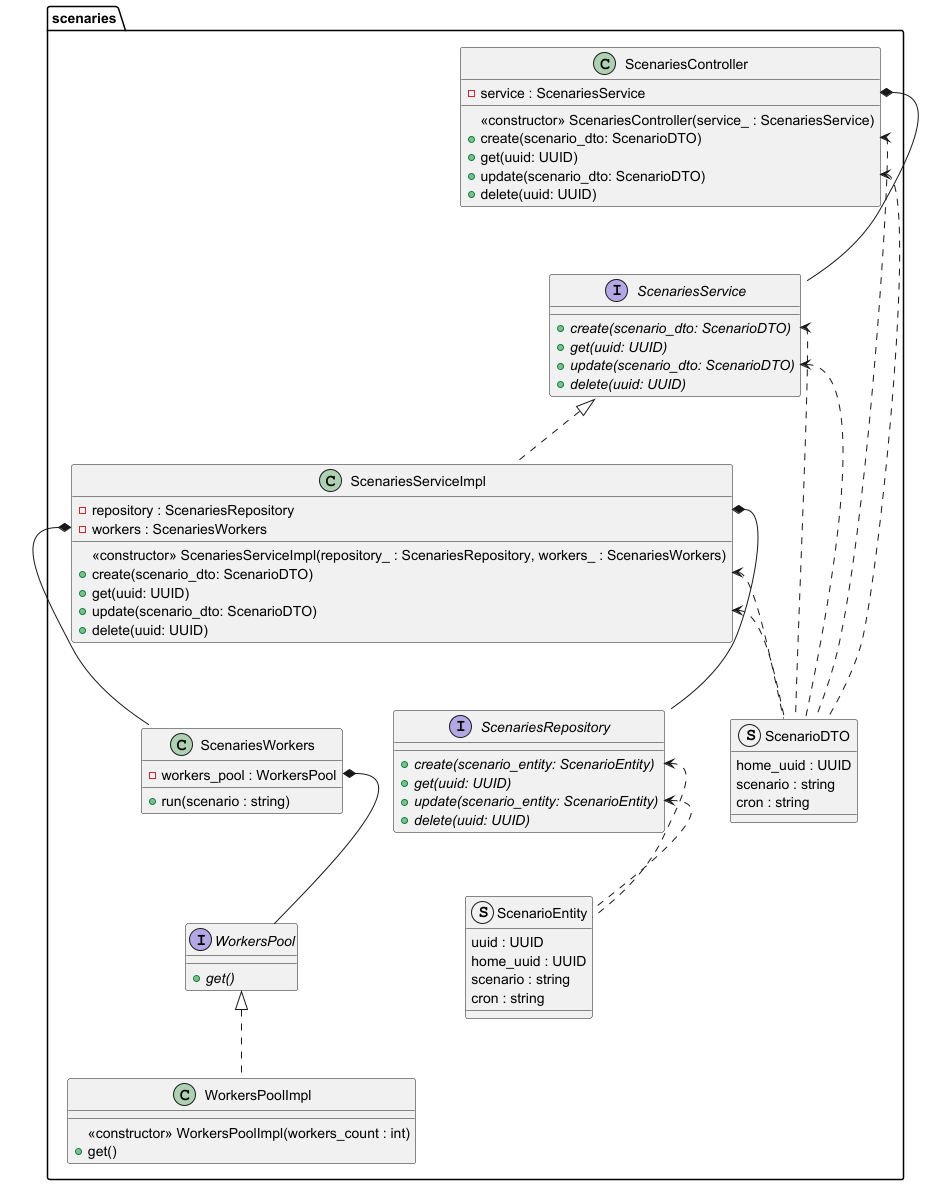 scenaries
C ScenariesController
service : ScenariesService
«constructor» ScenariesController(service_ : ScenariesService)
create(scenario_dto: ScenarioDTO)
get(uuid: UUID)
update(scenario_dto: ScenarioDTO)
delete(uuid: UUID)
I ScenariesService
create(scenario_dto: ScenarioDTO)
get(uuid: UUID)
update(scenario_dto: ScenarioDTO)
delete(uuid: UUID)
C ScenariesServiceImpl
repository : ScenariesRepository
workers : ScenariesWorkers
«constructor» ScenariesServiceImpl(repository_ : ScenariesRepository, workers_ : ScenariesWorkers)
create(scenario_dto: ScenarioDTO)
get(uuid: UUID)
update(scenario_dto: ScenarioDTO)
delete(uuid: UUID)
C ScenariesWorkers
workers_pool : WorkersPool
run(scenario : string)
I ScenariesRepository
create(scenario_entity: ScenarioEntity)
get(uuid: UUID)
update(scenario_entity: ScenarioEntity)
delete(uuid: UUID)
S ScenarioDTO
home_uuid : UUID
scenario : string
cron : string
I WorkersPool
get()
S ScenarioEntity
uuid : UUID
home_uuid : UUID
scenario : string
cron : string
C WorkersPoolImpl
«constructor» WorkersPoolImpl(workers_count : int)
get()